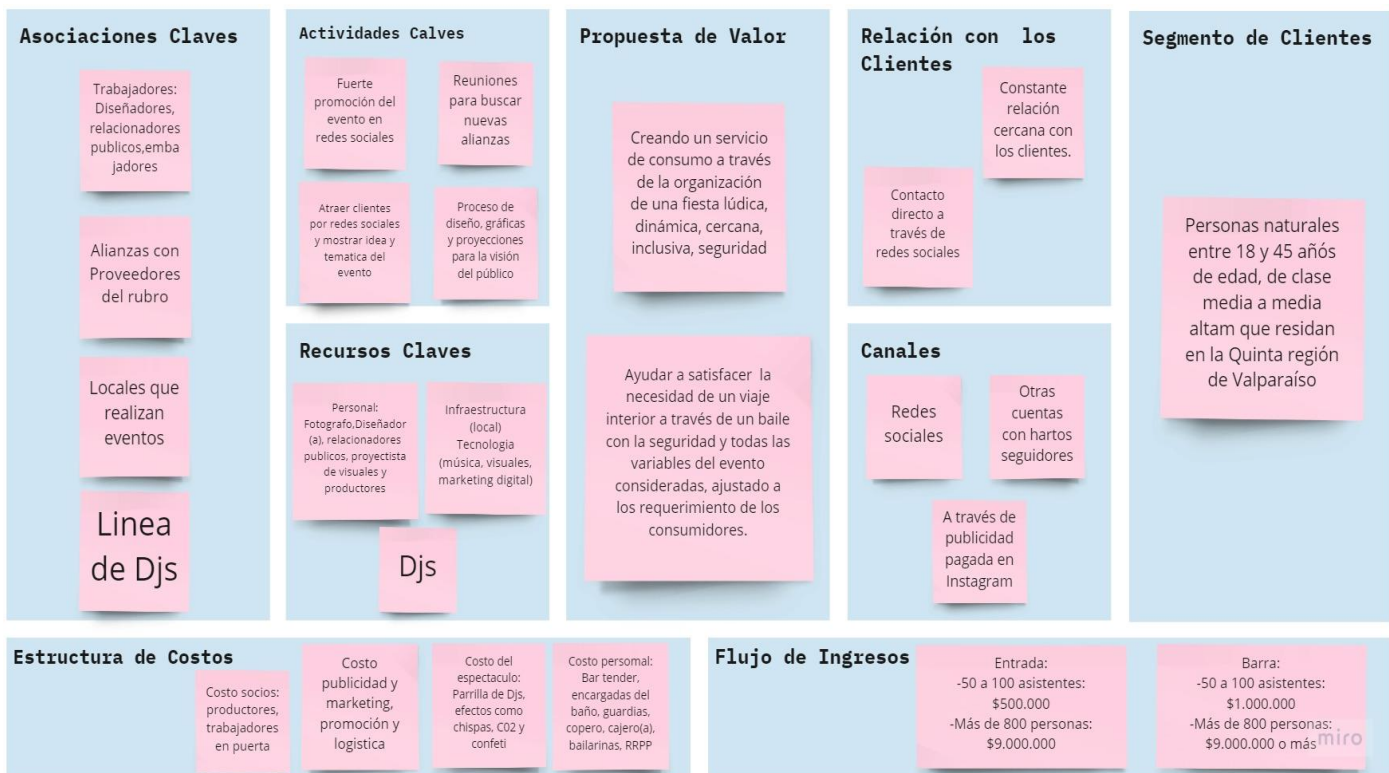 Asociaciones Claves
Trabajadores:
Diseñadores,
relacionadores
publicos,emba
jadores
Alianzas con
Proveedores
del rubro
Locales que
realizan
eventos
Linea
de Djs
Actividades Calves
Fuerte
promoción del
evento en
redes sociales
Reuniones
para buscar
nuevas
alianzas
Atraer clientes
por redes sociales
y mostrar idea y
tematica del
evento
Proceso de
diseño, gráficas
y proyecciones
para la visión
del público
Recursos Claves
Personal:
Fotografo,Diseñador
(a), relacionadores
publicos, proyectista
de visuales y
productores
Infraestructura
(local)
Tecnologia
(música, visuales,
marketing digital)
Djs
Propuesta de Valor
Creando un servicio
de consumo a través
de la organización
de una fiesta lúdica,
dinámica, cercana,
inclusiva, seguridad
Ayudar a satisfacer la
necesidad de un viaje
interior a través de un baile
con la seguridad y todas las
variables del evento
consideradas, ajustado a
los requerimiento de los
consumidores.
Relación con los
Clientes
Constante
relación
cercana con
los clientes.
Contacto
directo a
través de
redes sociales
Canales
Redes
sociales
Otras
cuentas
con hartos
seguidores
A través de
publicidad
pagada en
Instagram
Segmento de Clientes
Personas naturales
entre 18 y 45 añós
de edad, de clase
media a media
altam que residan
en la Quinta región
de Valparaíso
Estructura de Costos
Costo socios:
productores,
trabajadores
en puerta
Costo
publicidad y
marketing,
promoción y
logistica
Costo del
espectaculo:
Parrilla de Djs,
efectos como
chispas, C02 y
confeti
Costo persomal:
Bar tender,
encargadas del
baño, guardias,
copero, cajero(a),
bailarinas, RRPP
Flujo de Ingresos
Entrada:
-50 a 100 asistentes:
$500.000
-Más de 800 personas:
$9.000.000
Barra:
-50 a 100 asistentes:
$1.000.000
-Más de 800 personas:
$9.000.000 o más
miro